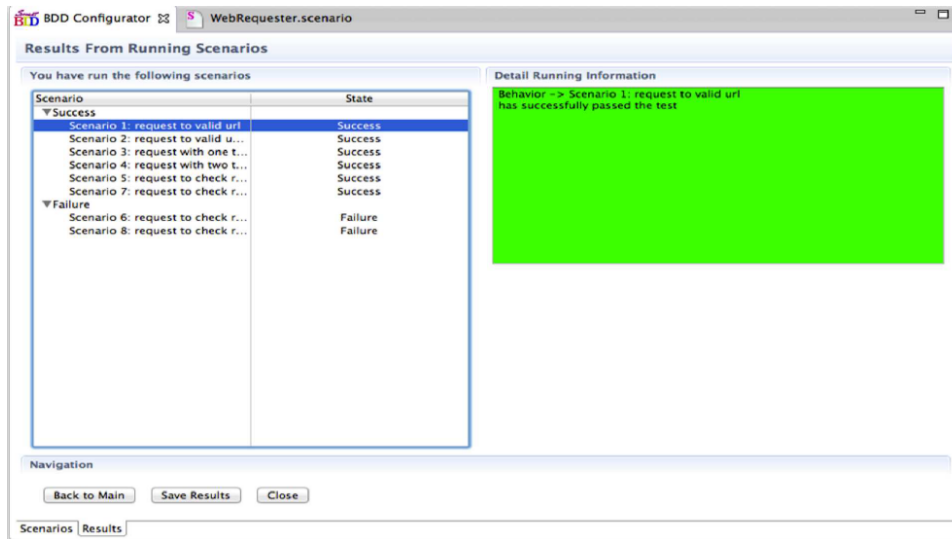 BDD Configurator WebRequester.scenario
Results From Running Scenarios
You have run the following scenarios
Scenario State
Success
Scenario 1: request to valid url Success
Scenario 2: request to valid u... Success
Scenario 3: request with one t... Success
Scenario 4: request with two t... Success
Scenario 5: request to check r... Success
Scenario 7: request to check r... Success
Failure
Scenario 6: request to check r... Failure
Scenario 8: request to check r... Failure
Detail Running Information
Behavior -> Scenario 1: request to valid url
has successfully passed the test
Navigation
Back to Main Save Results Close
Scenarios Results